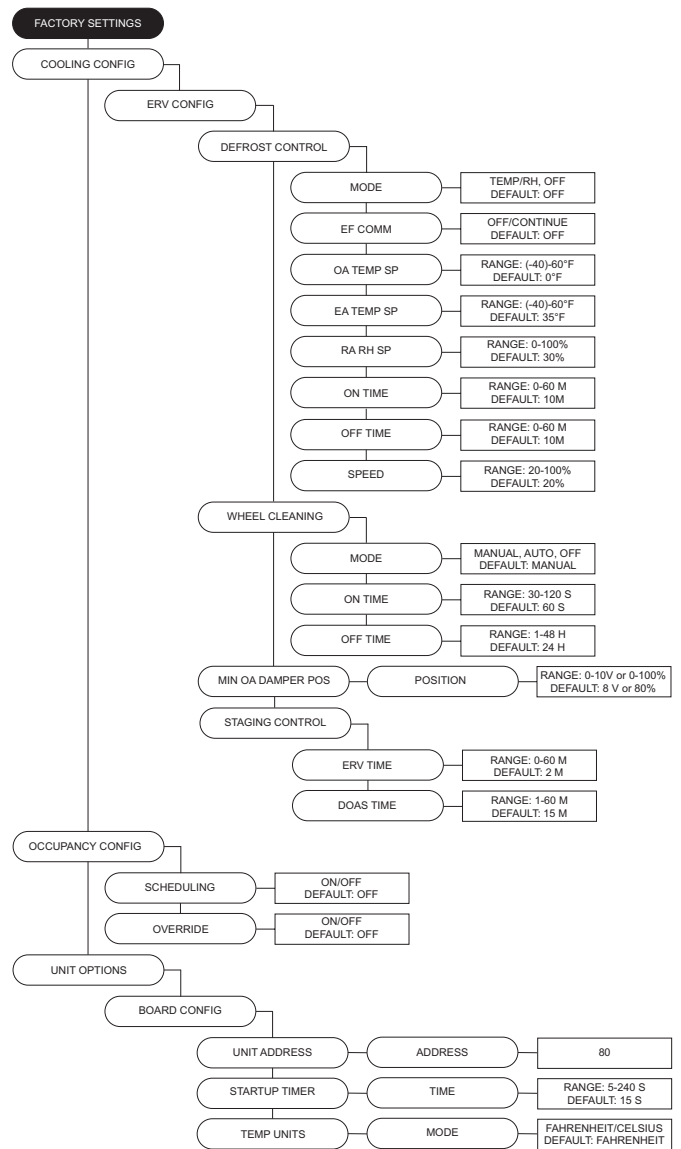 FACTORY SETTINGS
COOLING CONFIG
ERV CONFIG
DEFROST CONTROL
MODE
TEMP/RH, OFF
DEFAULT: OFF
EF COMM
OFF/CONTINUE
DEFAULT: OFF
OA TEMP SP
RANGE: (-40)-60°F
DEFAULT: 0°F
EA TEMP SP
RANGE: (-40)-60°F
DEFAULT: 35°F
RA RH SP
RANGE: 0-100%
DEFAULT: 30%
ON TIME
RANGE: 0-60 M
DEFAULT: 10M
OFF TIME
RANGE: 0-60 M
DEFAULT: 10M
SPEED
RANGE: 20-100%
DEFAULT: 20%
WHEEL CLEANING
MODE
MANUAL, AUTO, OFF
DEFAULT: MANUAL
ON TIME
RANGE: 30-120 S
DEFAULT: 60 S
OFF TIME
RANGE: 1-48 H
DEFAULT: 24 H
MIN OA DAMPER POS
POSITION
RANGE: 0-10V or 0-100%
DEFAULT: 8 V or 80%
STAGING CONTROL
ERV TIME
RANGE: 0-60 M
DEFAULT: 2 M
DOAS TIME
RANGE: 1-60 M
DEFAULT: 15 M
OCCUPANCY CONFIG
SCHEDULING
ON/OFF
DEFAULT: OFF
OVERRIDE
ON/OFF
DEFAULT: OFF
UNIT OPTIONS
BOARD CONFIG
UNIT ADDRESS
ADDRESS
80
STARTUP TIMER
TIME
RANGE: 5-240 S
DEFAULT: 15 S
TEMP UNITS
MODE
FAHRENHEIT/CELSIUS
DEFAULT: FAHRENHEIT